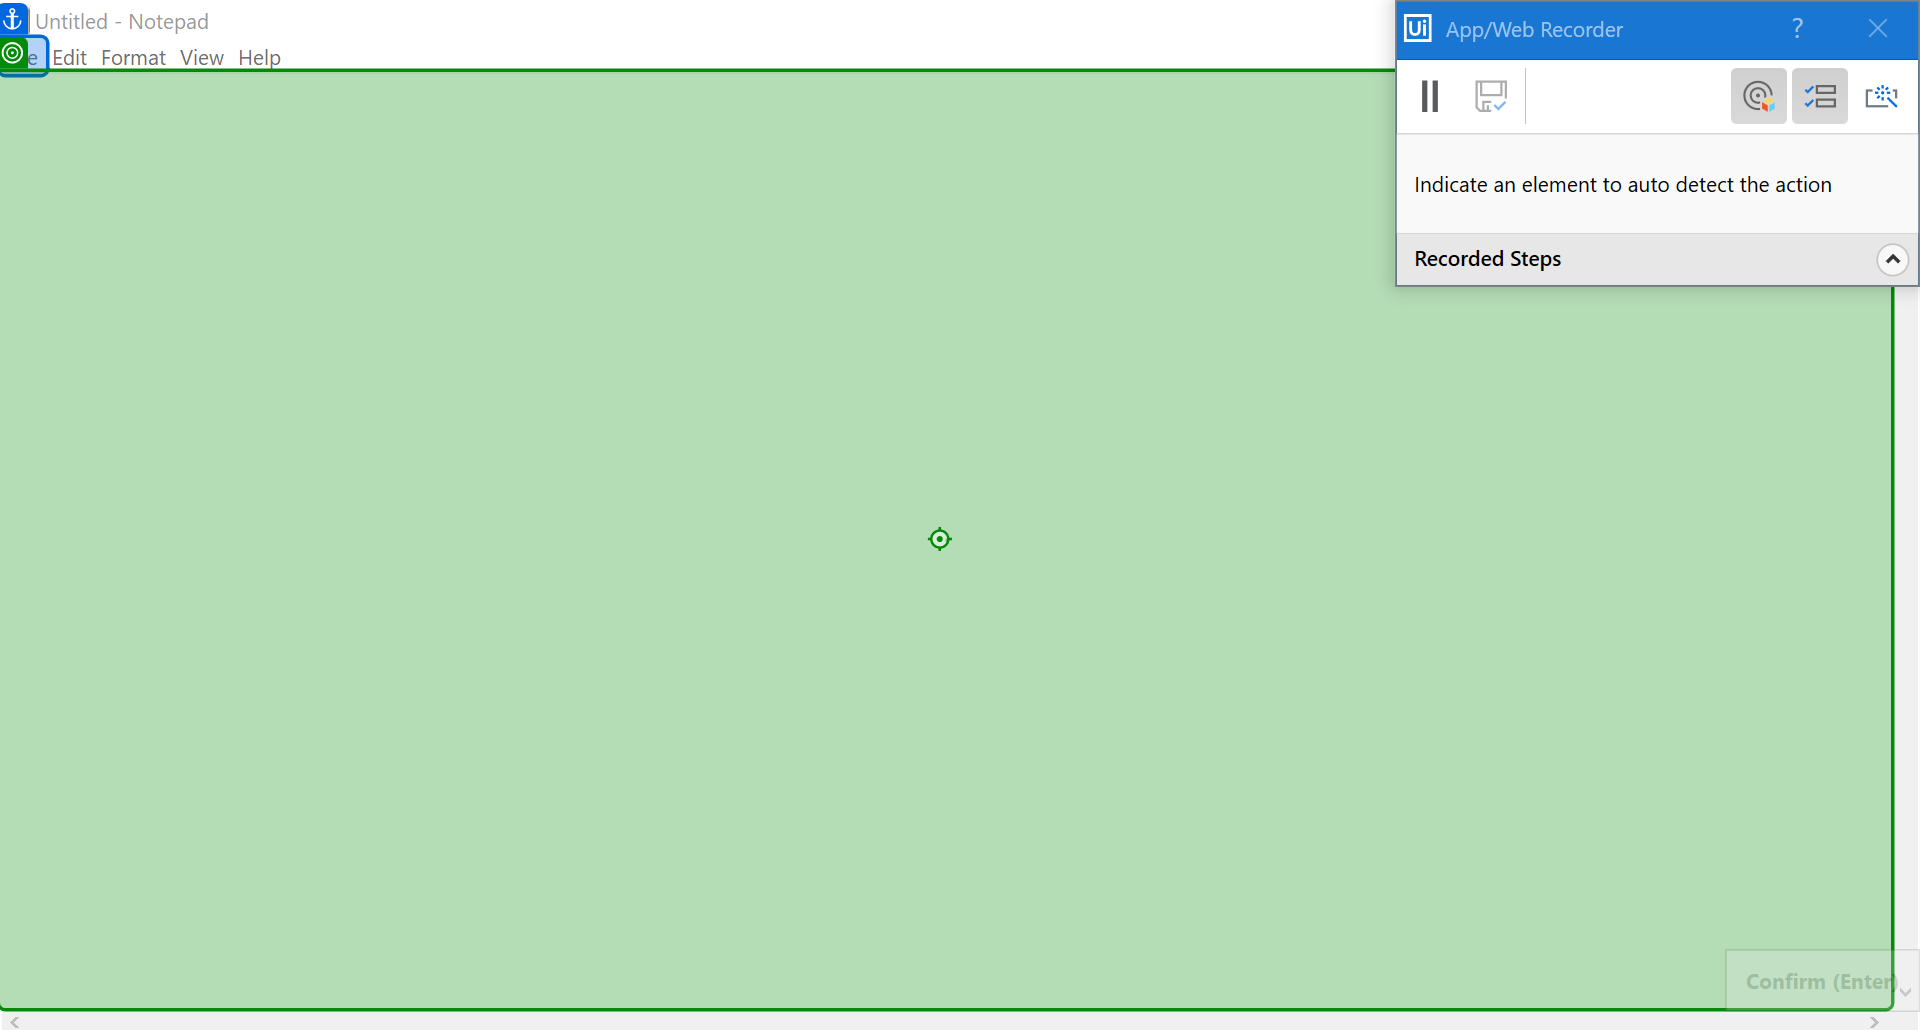 Untitled - Notepad
e Edit Format View Help
Ui App/Web Recorder ?
Indicate an element to auto detect the action
Recorded Steps
Confirm (Enter)